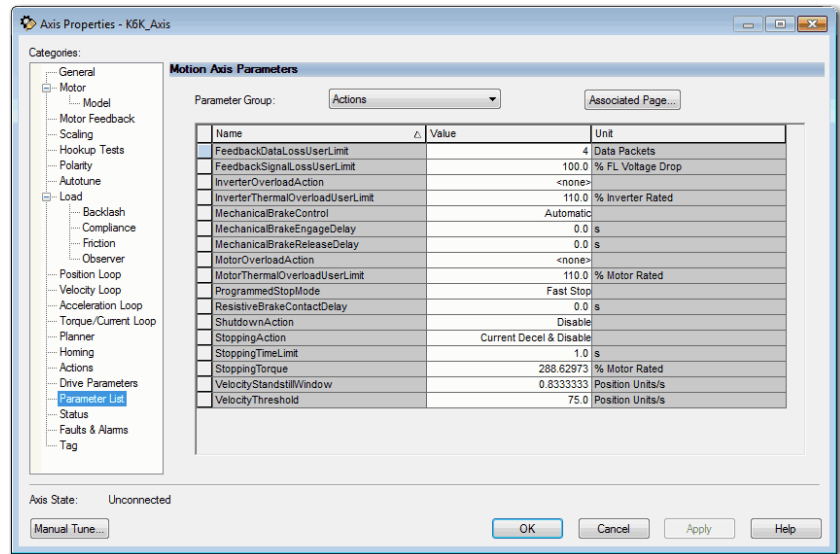 Axis Properties - K6K_Axis
Categories:
General
Motor
Model
Motor Feedback
Scaling
Hookup Tests
Polarity
Autotune
Load
Backlash
Compliance
Friction
Observer
Position Loop
Velocity Loop
Acceleration Loop
Torque/Current Loop
Planner
Homing
Actions
Drive Parameters
Parameter List
Status
Faults & Alarms
Tag
Motion Axis Parameters
Parameter Group: Actions Associated Page...
Name Value Unit
FeedbackDataLossUserLimit 4 Data Packets
FeedbackSignalLossUserLimit 100.0 % FL Voltage Drop
InverterOverloadAction <none>
InverterThermalOverloadUserLimit 110.0 % Inverter Rated
MechanicalBrakeControl Automatic
MechanicalBrakeEngageDelay 0.0 s
MechanicalBrakeReleaseDelay 0.0 s
MotorOverloadAction <none>
MotorThermalOverloadUserLimit 110.0 % Motor Rated
ProgrammedStopMode Fast Stop
ResistiveBrakeContactDelay 0.0 s
ShutdownAction Disable
StoppingAction Current Decel & Disable
StoppingTimeLimit 1.0 s
StoppingTorque 288.62973 % Motor Rated
VelocityStandstillWindow 0.8333333 Position Units/s
VelocityThreshold 75.0 Position Units/s
Axis State: Unconnected
Manual Tune... OK Cancel Apply Help